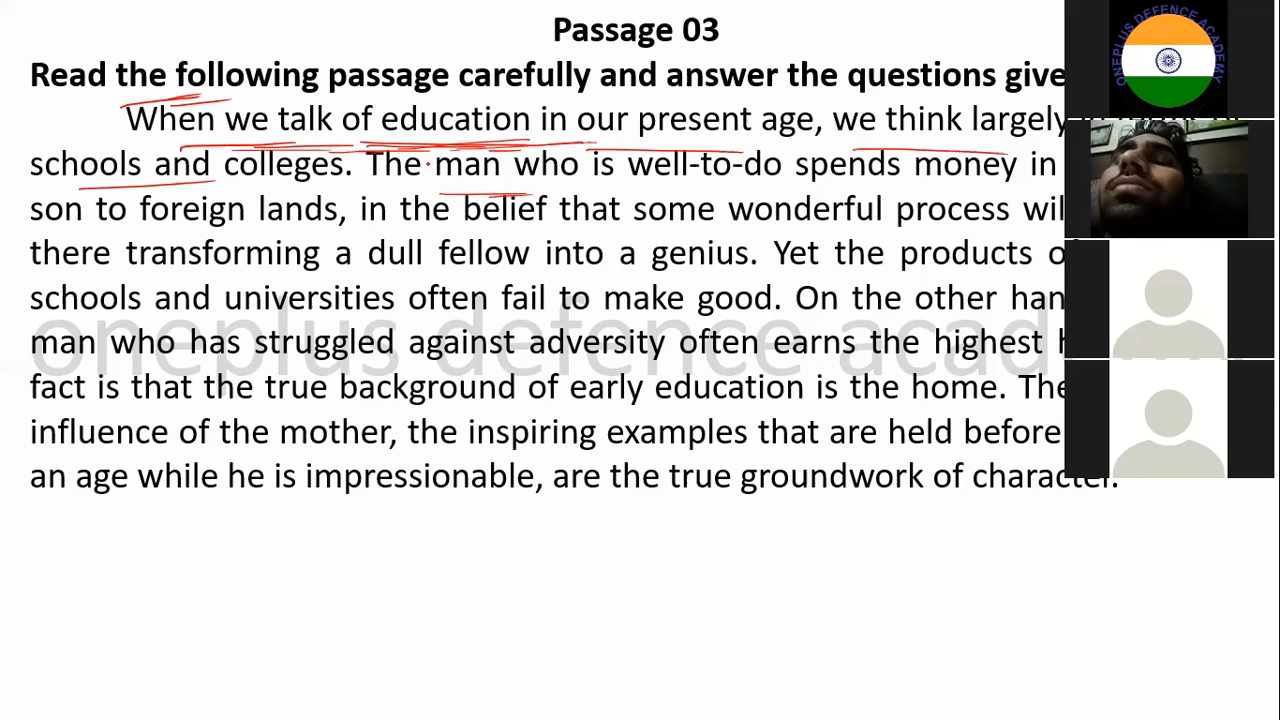 Passage 03
Read the following passage carefully and answer the questions give
When we talk of education in our present age, we think largely
schools and colleges. The man who is well-to-do spends money in
son to foreign lands, in the belief that some wonderful process wil
there transforming a dull fellow into a genius. Yet the products of
schools and universities often fail to make good. On the other han
man who has struggled against adversity often earns the highest
fact is that the true background of early education is the home. The
influence of the mother, the inspiring examples that are held before
an age while he is impressionable, are the true groundwork of character.
oneplus defence acad
ONEPLUS DEFENCE ACADEMY